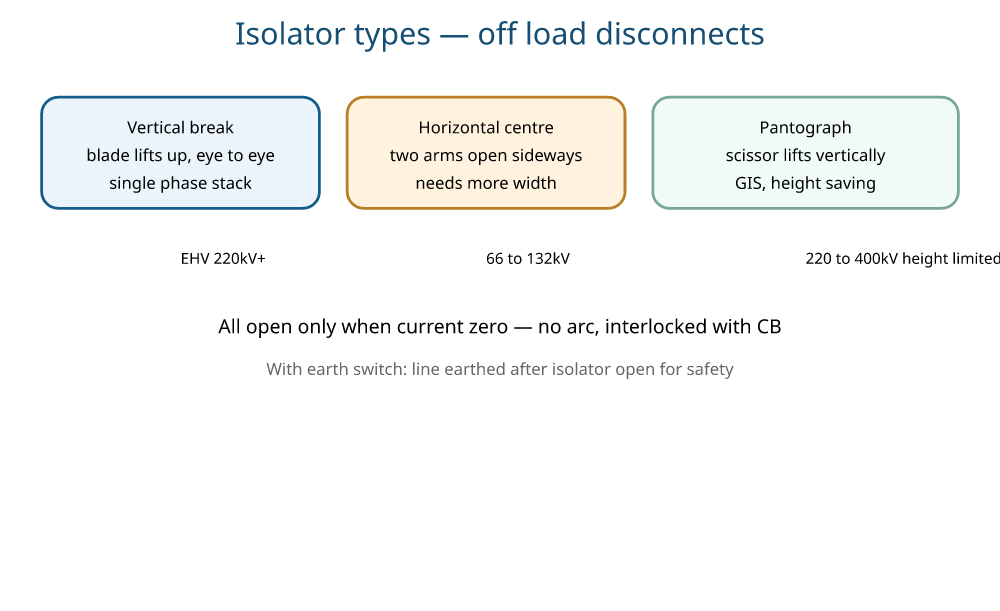 Isolator types — off load disconnects
Vertical break
blade lifts up, eye to eye
single phase stack
Horizontal centre
two arms open sideways
needs more width
Pantograph
scissor lifts vertically
GIS, height saving
EHV 220kV+
66 to 132kV
220 to 400kV height limited
All open only when current zero — no arc, interlocked with CB
With earth switch: line earthed after isolator open for safety